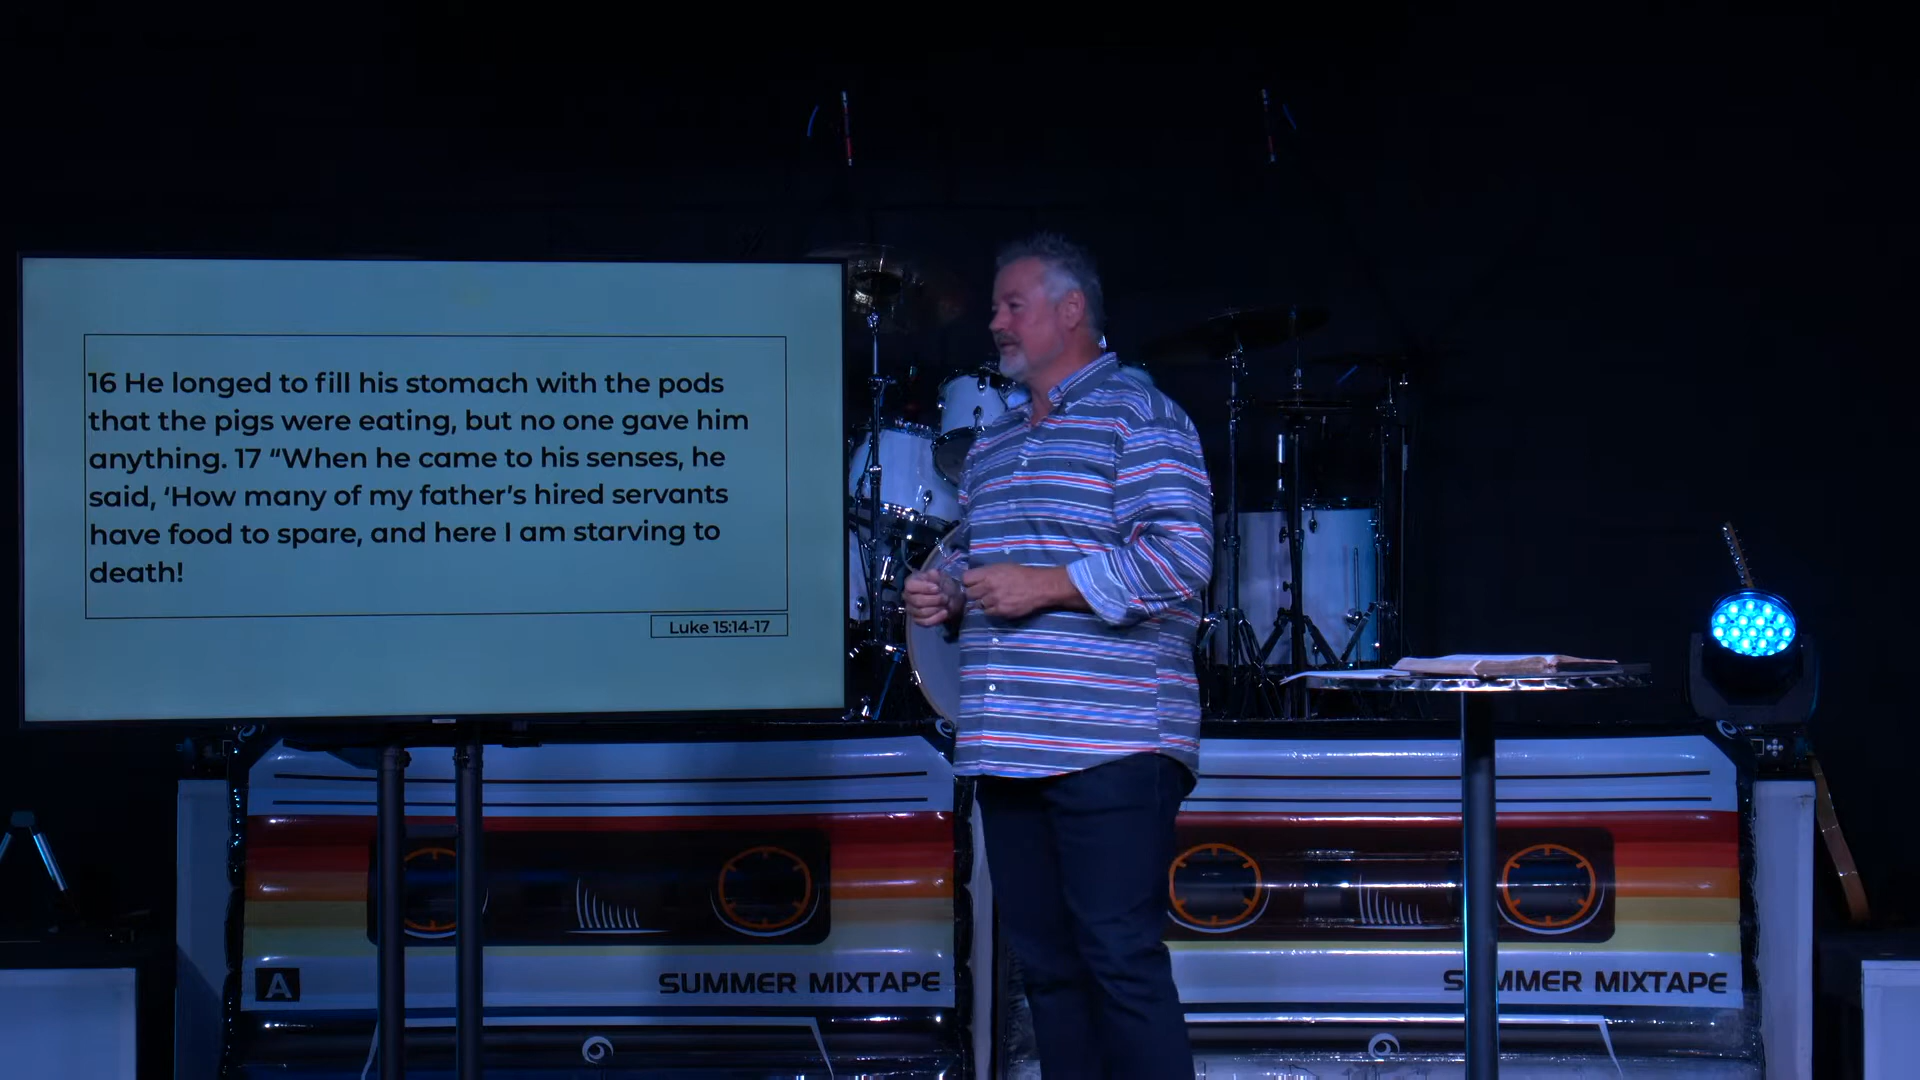 16 He longed to fill his stomach with the pods
that the pigs were eating, but no one gave him
anything. 17 “When he came to his senses, he
said, ‘How many of my father’s hired servants
have food to spare, and here I am starving to
death!
Luke 15:14-17
A
SUMMER MIXTAPE
SUMMER MIXTAPE